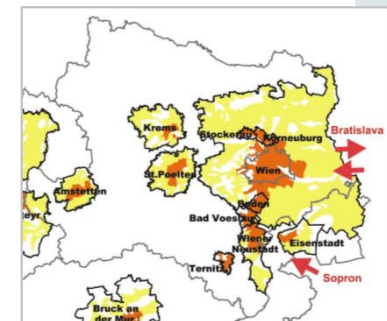 Krems
Stockerau
Korneuburg
Bratislava
St.Poelten
Wien
Amstetten
Baden
Bad Voeslau
Wiener
Neustadt
Eisenstadt
Ternitz
Sopron
Bruck an
der Mur